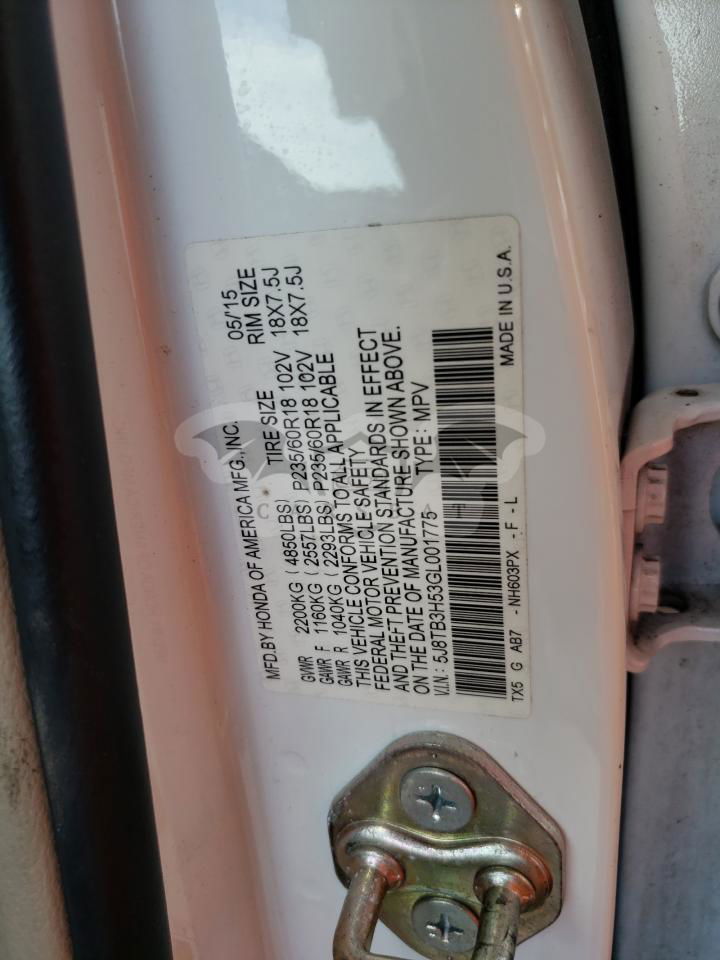 MFD.BY HONDA OF AMERICA MFG.,INC. 05/'15
TIRE SIZE RIM SIZE
GVWR 2200KG ( 4850LBS)
GAWR F 1160KG ( 2557LBS) P235/60R18 102V 18X7.5J
GAWR R 1040KG ( 2293LBS) P235/60R18 102V 18X7.5J
THIS VEHICLE CONFORMS TO ALL APPLICABLE
FEDERAL MOTOR VEHICLE SAFETY
AND THEFT PREVENTION STANDARDS IN EFFECT
ON THE DATE OF MANUFACTURE SHOWN ABOVE.
V.I.N.: 5J8TB3H53GL001775 TYPE: MPV
TX5 G AB7 - NH603PX - F - L MADE IN U.S.A.